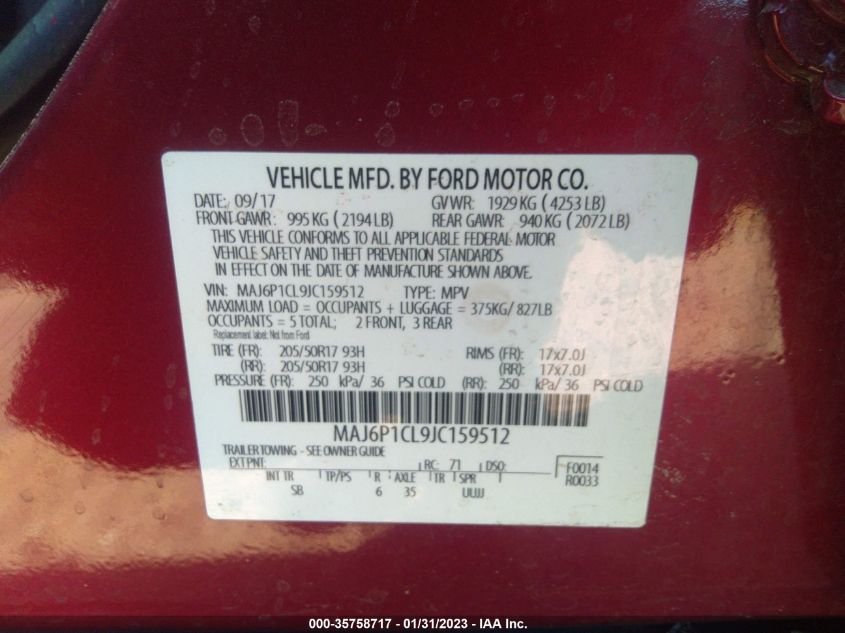 VEHICLE MFD. BY FORD MOTOR CO.
DATE: 09/17 GVWR: 1929 KG ( 4253 LB)
FRONT GAWR: 995 KG ( 2194 LB) REAR GAWR: 940 KG ( 2072 LB)
THIS VEHICLE CONFORMS TO ALL APPLICABLE FEDERAL MOTOR
VEHICLE SAFETY AND THEFT PREVENTION STANDARDS
IN EFFECT ON THE DATE OF MANUFACTURE SHOWN ABOVE.
VIN: MAJ6P1CL9JC159512 TYPE: MPV
MAXIMUM LOAD = OCCUPANTS + LUGGAGE = 375KG/ 827LB
OCCUPANTS = 5 TOTAL; 2 FRONT, 3 REAR
Replacement label: Not from Ford
TIRE (FR): 205/50R17 93H RIMS (FR): 17x7.0J
(RR): 205/50R17 93H (RR): 17x7.0J
PRESSURE (FR): 250 kPa/ 36 PSI COLD (RR): 250 kPa/ 36 PSI COLD
MAJ6P1CL9JC159512
TRAILER TOWING - SEE OWNER GUIDE
EXT PNT: RC: 71 DSO: F0014
INT TR TP/PS R AXLE TR SPR R0033
SB 6 35 UUJJ
000-35758717 - 01/31/2023 - IAA Inc.